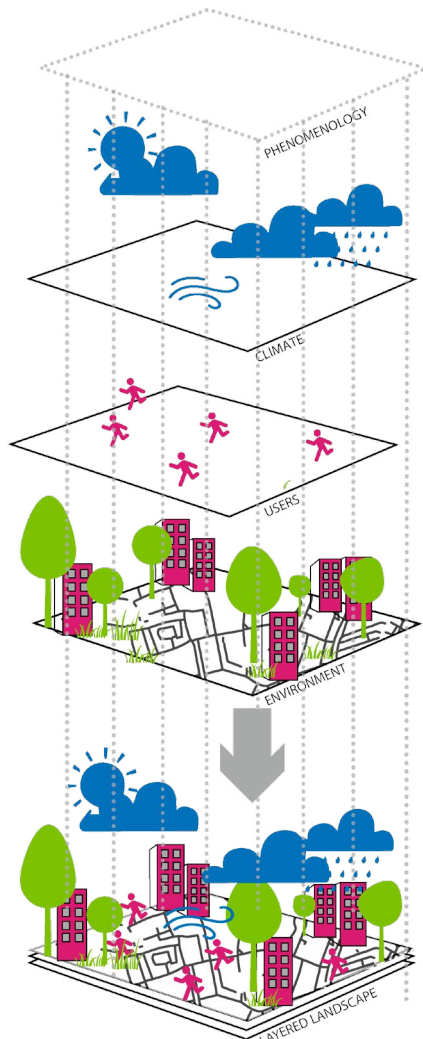 PHENOMENOLOGY
CLIMATE
USERS
ENVIRONMENT
LAYERED LANDSCAPE